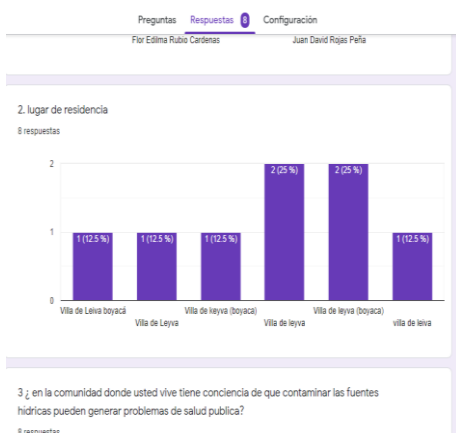 Preguntas Respuestas 8 Configuración
Flor Edilma Rubio Cardenas Juan David Rojas Peña
2. lugar de residencia
8 respuestas
2
2 (25 %) 2 (25 %)
1
1 (12.5 %) 1 (12.5 %) 1 (12.5 %) 1 (12.5 %)
0
Villa de Leiva boyacá Villa de Leyva Villa de keyva (boyaca) Villa de leyva Villa de leyva (boyaca) villa de leiva
3 ¿ en la comunidad donde usted vive tiene conciencia de que contaminar las fuentes
hídricas pueden generar problemas de salud publica?
8 respuestas